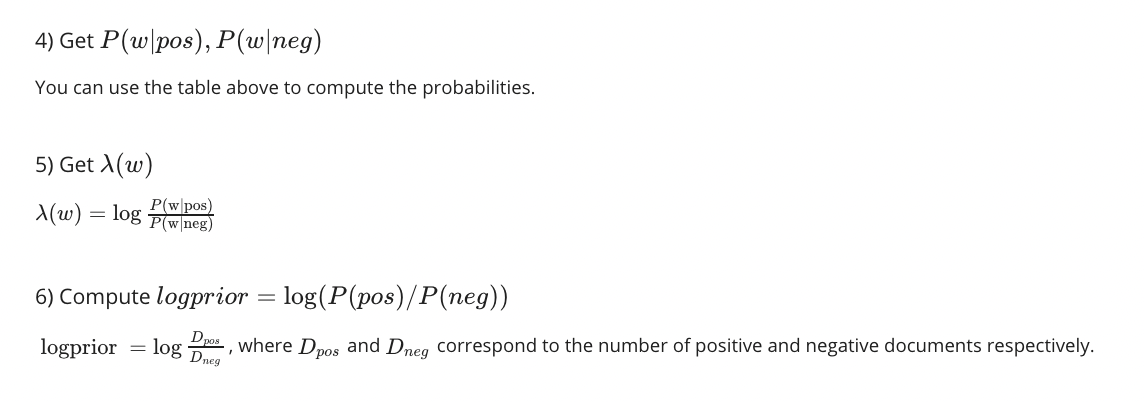 4) Get P(w|pos), P(w|neg)
You can use the table above to compute the probabilities.
5) Get λ(w)
λ(w) = log P(w|pos) / P(w|neg)
6) Compute logprior = log(P(pos)/P(neg))
logprior = log D_pos / D_neg , where D_pos and D_neg correspond to the number of positive and negative documents respectively.